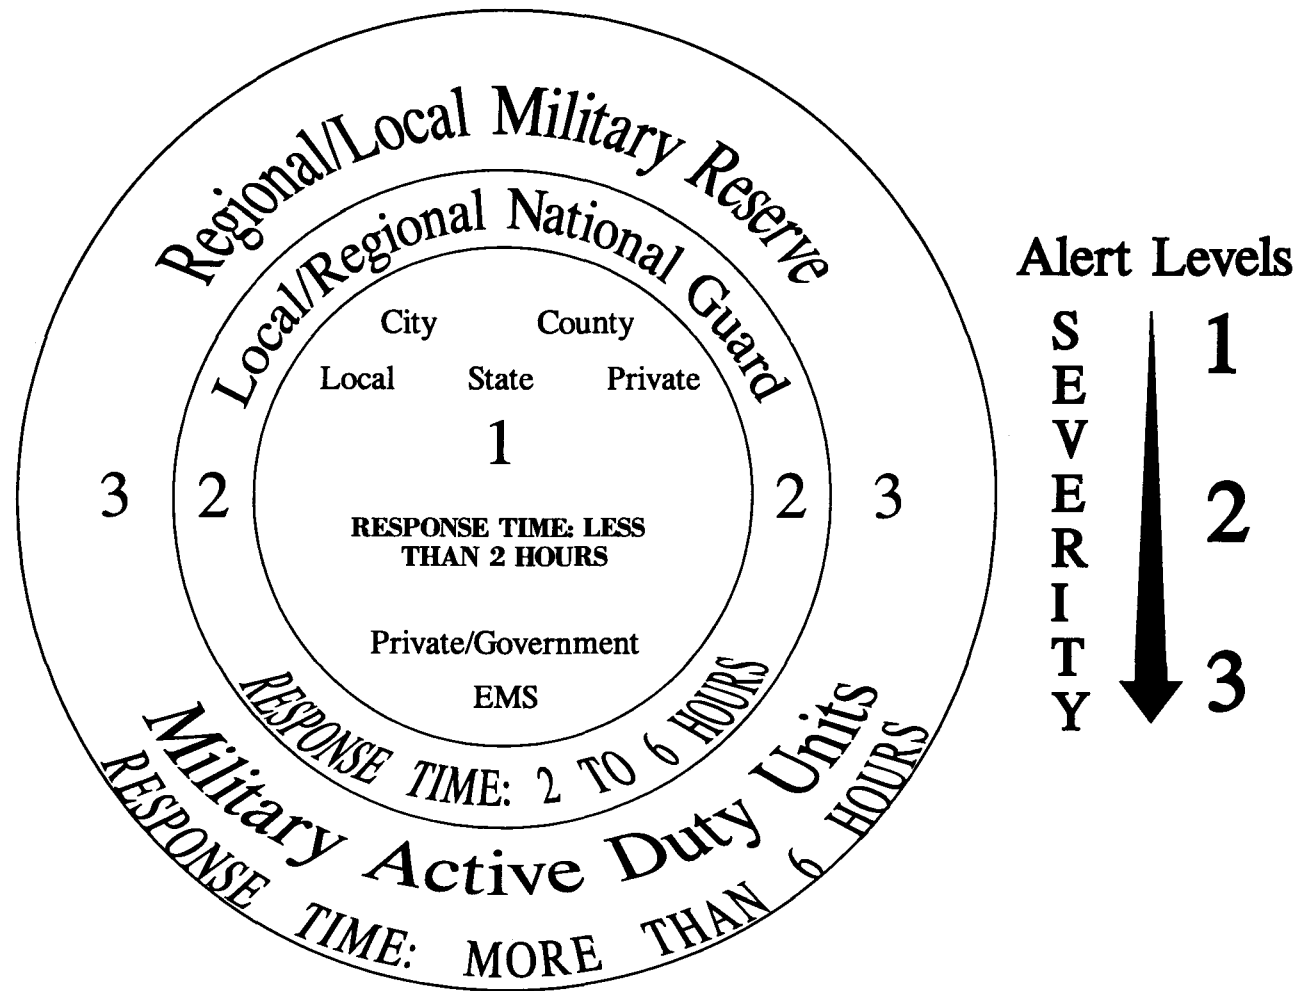 Regional/Local Military Reserve
Local/Regional National Guard
City County
Local State Private
1
3 2 2 3
RESPONSE TIME: LESS
THAN 2 HOURS
Private/Government
EMS
RESPONSE TIME: 2 TO 6 HOURS
Military Active Duty Units
RESPONSE TIME: MORE THAN 6 HOURS
Alert Levels
SEVERITY
1
2
3